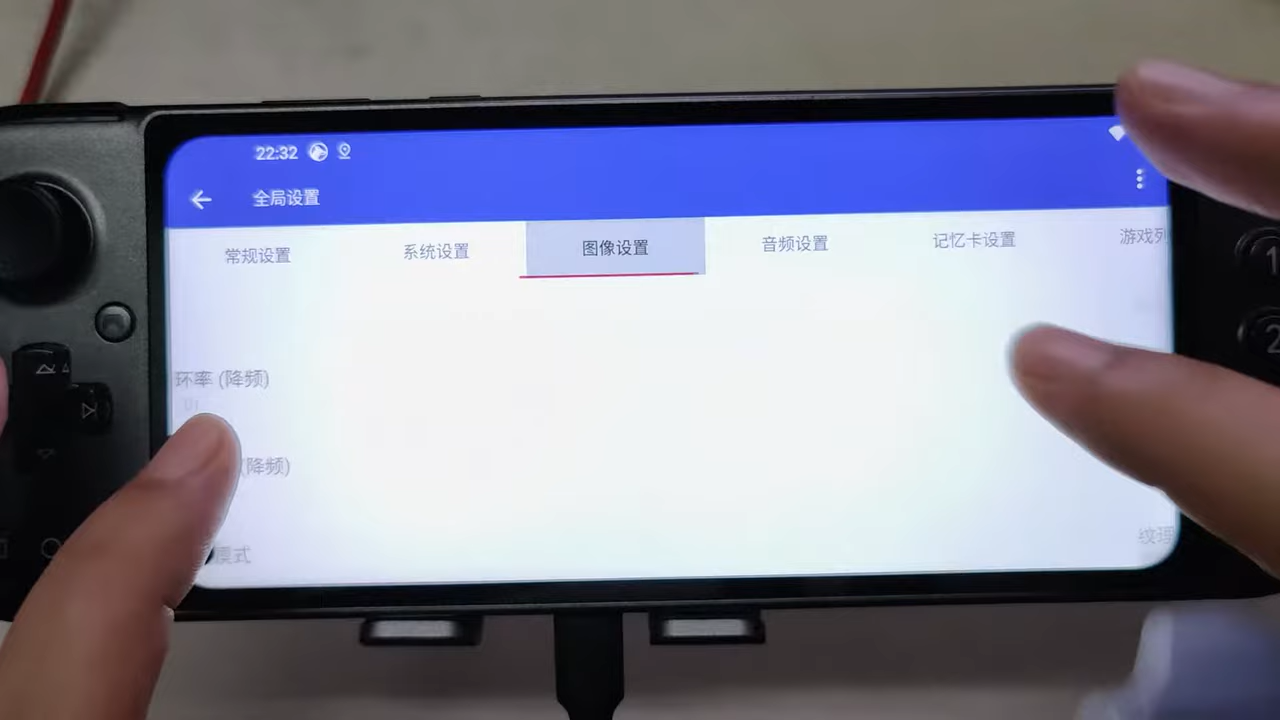 22:32
全局设置
常规设置
系统设置
图像设置
音频设置
记忆卡设置
游戏列
环率 (降频)
(降频)
模式
纹理
1
2